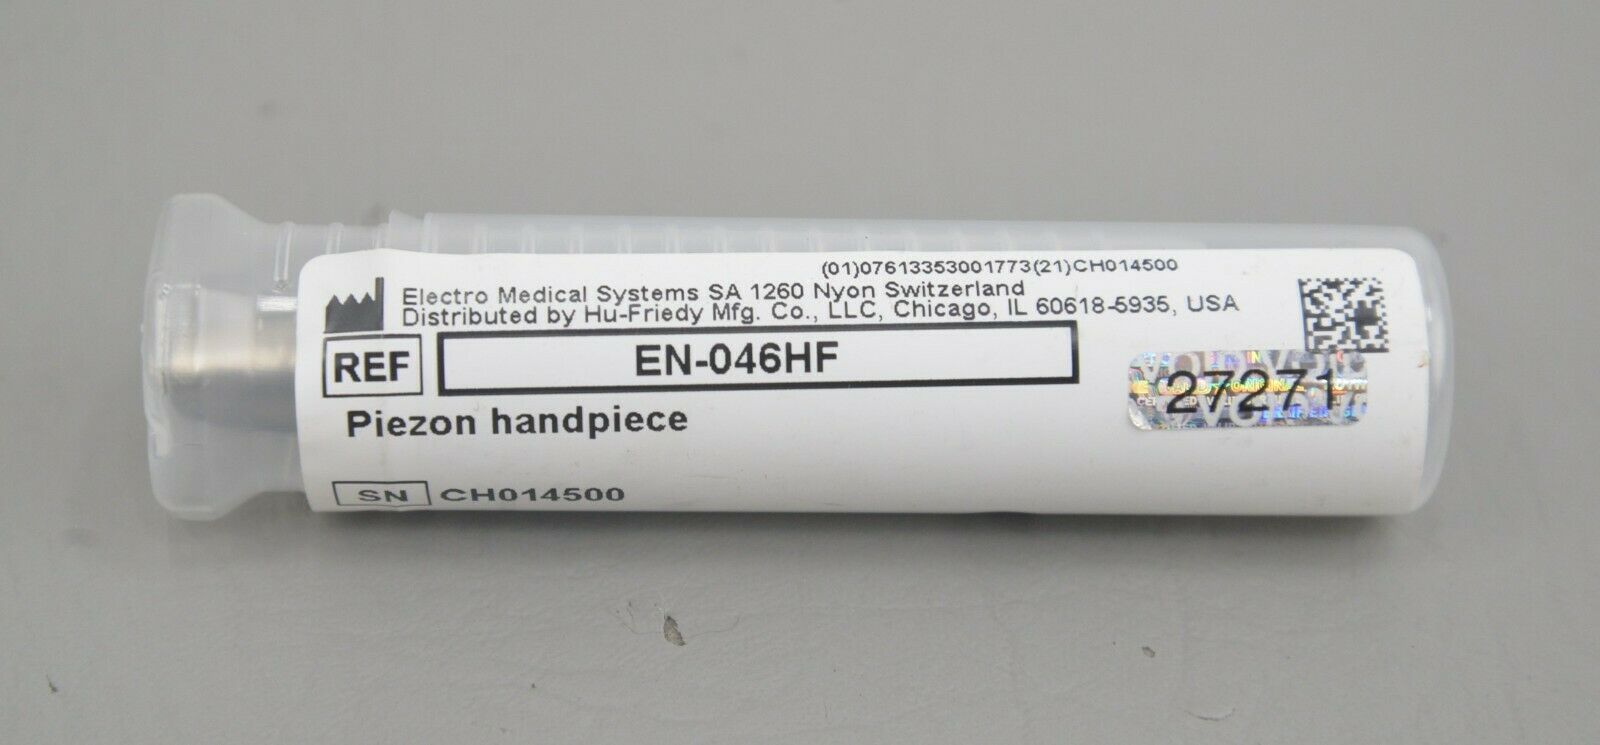 (01)07613353001773(21)CH014500
Electro Medical Systems SA 1260 Nyon Switzerland
Distributed by Hu-Friedy Mfg. Co., LLC, Chicago, IL 60618-5935, USA
REF EN-046HF
27271
Piezon handpiece
SN CH014500